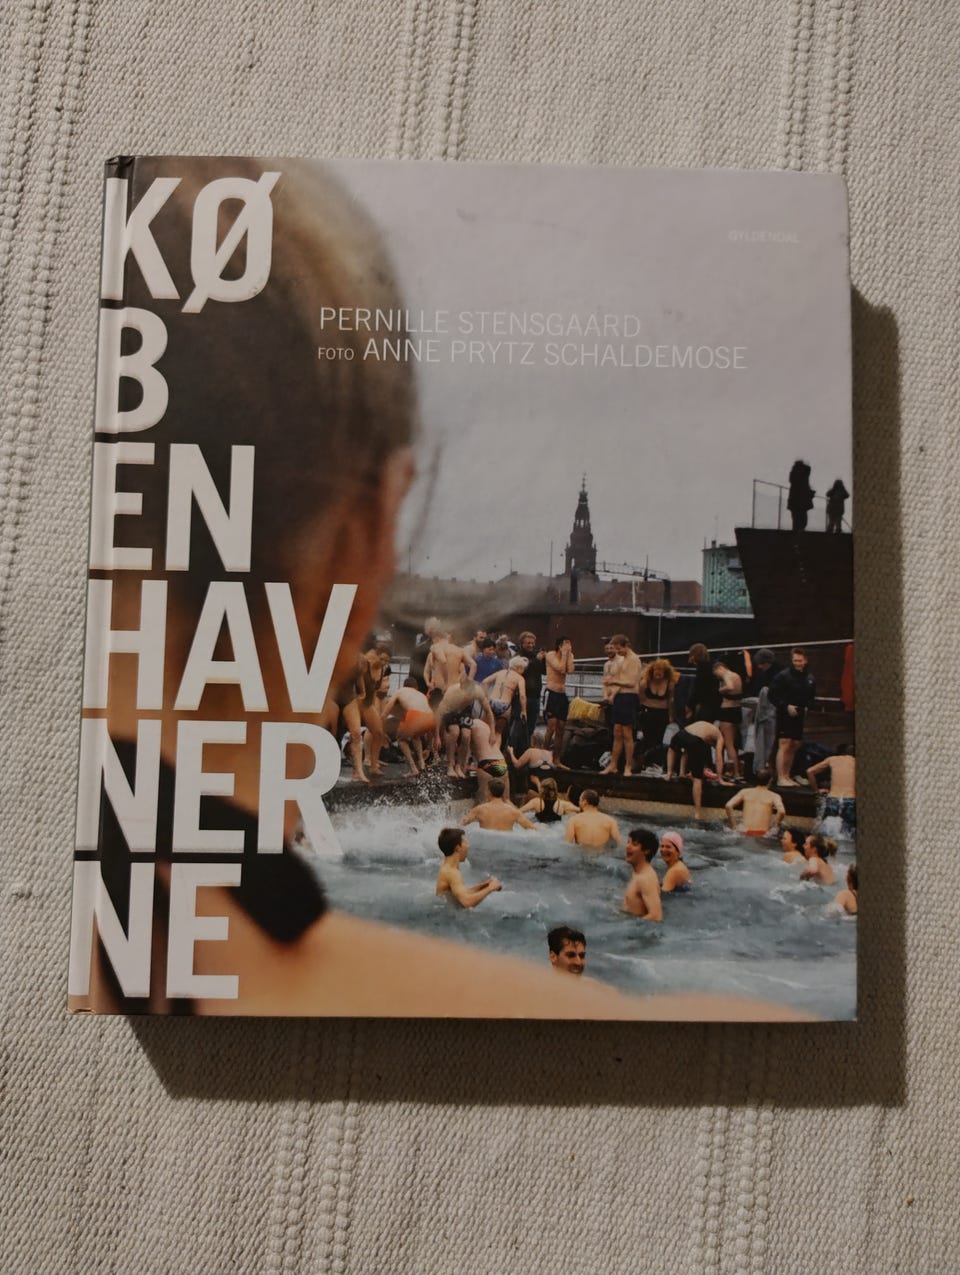 KØ
B
EN
HAV
NER
NE
GYLDENDAL
PERNILLE STENSGAARD
FOTO ANNE PRYTZ SCHALDEMOSE